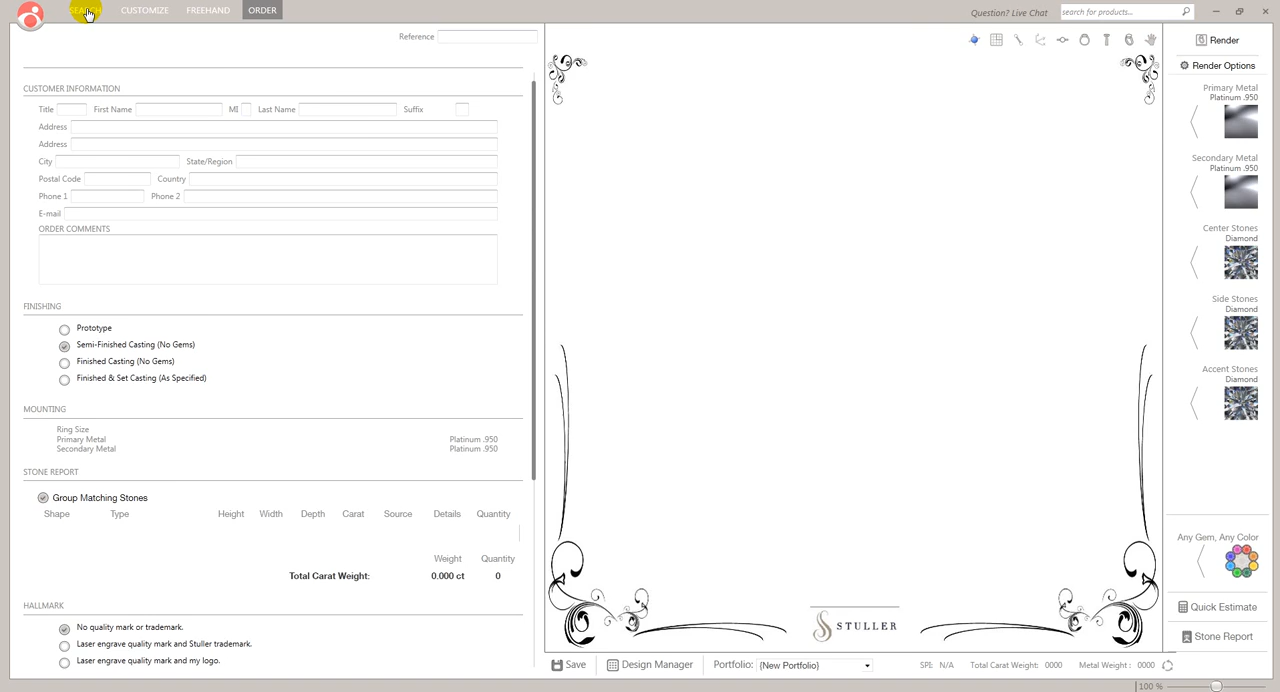 SEARCH CUSTOMIZE FREEHAND ORDER Question? Live Chat search for products...
Reference
CUSTOMER INFORMATION
Title First Name MI Last Name Suffix
Address
Address
City State/Region
Postal Code Country
Phone 1 Phone 2
E-mail
ORDER COMMENTS
FINISHING
Prototype
Semi-Finished Casting (No Gems)
Finished Casting (No Gems)
Finished & Set Casting (As Specified)
MOUNTING
Ring Size
Primary Metal Platinum .950
Secondary Metal Platinum .950
STONE REPORT
Group Matching Stones
Shape Type Height Width Depth Carat Source Details Quantity
Weight Quantity
Total Carat Weight: 0.000 ct 0
HALLMARK
No quality mark or trademark.
Laser engrave quality mark and Stuller trademark.
Laser engrave quality mark and my logo.
STULLER
Save Design Manager Portfolio: (New Portfolio) SPI: N/A Total Carat Weight: 0000 Metal Weight : 0000
Render
Render Options
Primary Metal
Platinum .950
Secondary Metal
Platinum .950
Center Stones
Diamond
Side Stones
Diamond
Accent Stones
Diamond
Any Gem, Any Color
Quick Estimate
Stone Report
100 %